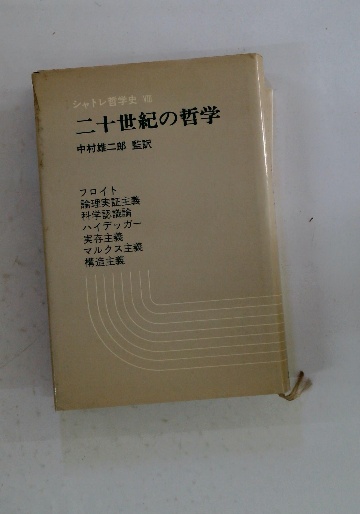 シャトレ哲学史 Ⅷ
二十世紀の哲学
中村雄二郎 監訳
フロイト
論理実証主義
科学認識論
ハイデッガー
実存主義
マルクス主義
構造主義